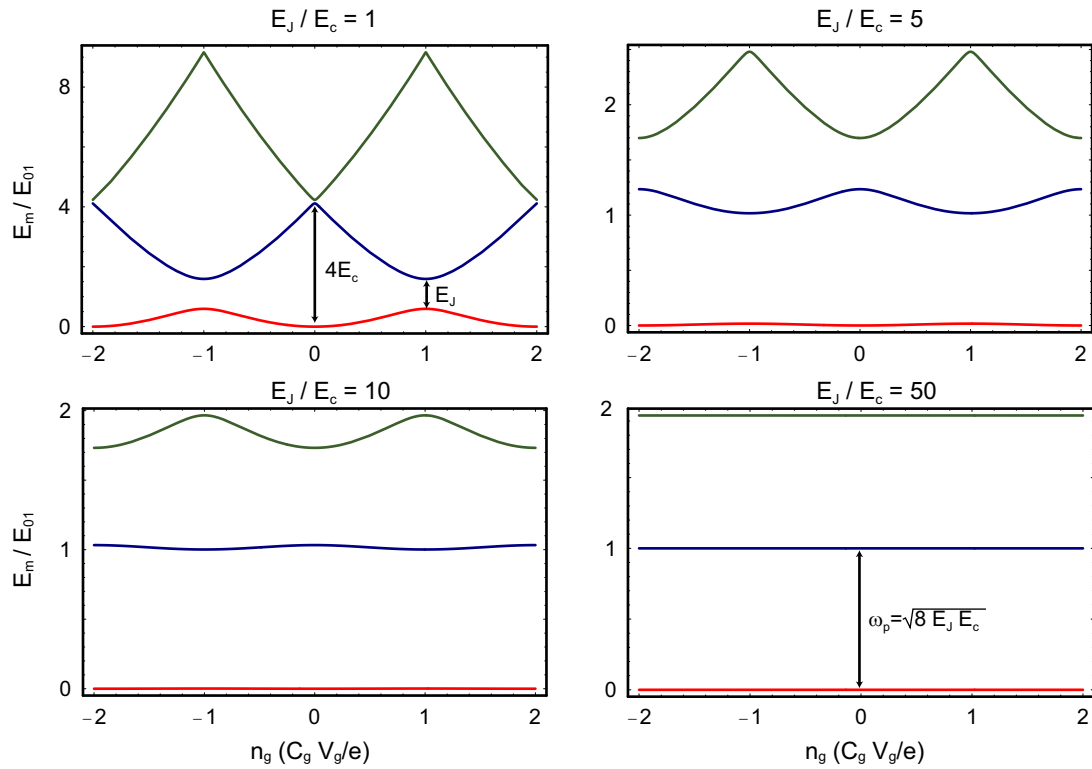 E_J / E_c = 1
E_J / E_c = 5
8
4
0
E_m / E_01
4E_c
E_J
−2 −1 0 1 2
2
1
0
−2 −1 0 1 2
E_J / E_c = 10
E_J / E_c = 50
2
1
0
E_m / E_01
−2 −1 0 1 2
n_g (C_g V_g/e)
2
1
0
ω_p=√8 E_J E_c
−2 −1 0 1 2
n_g (C_g V_g/e)